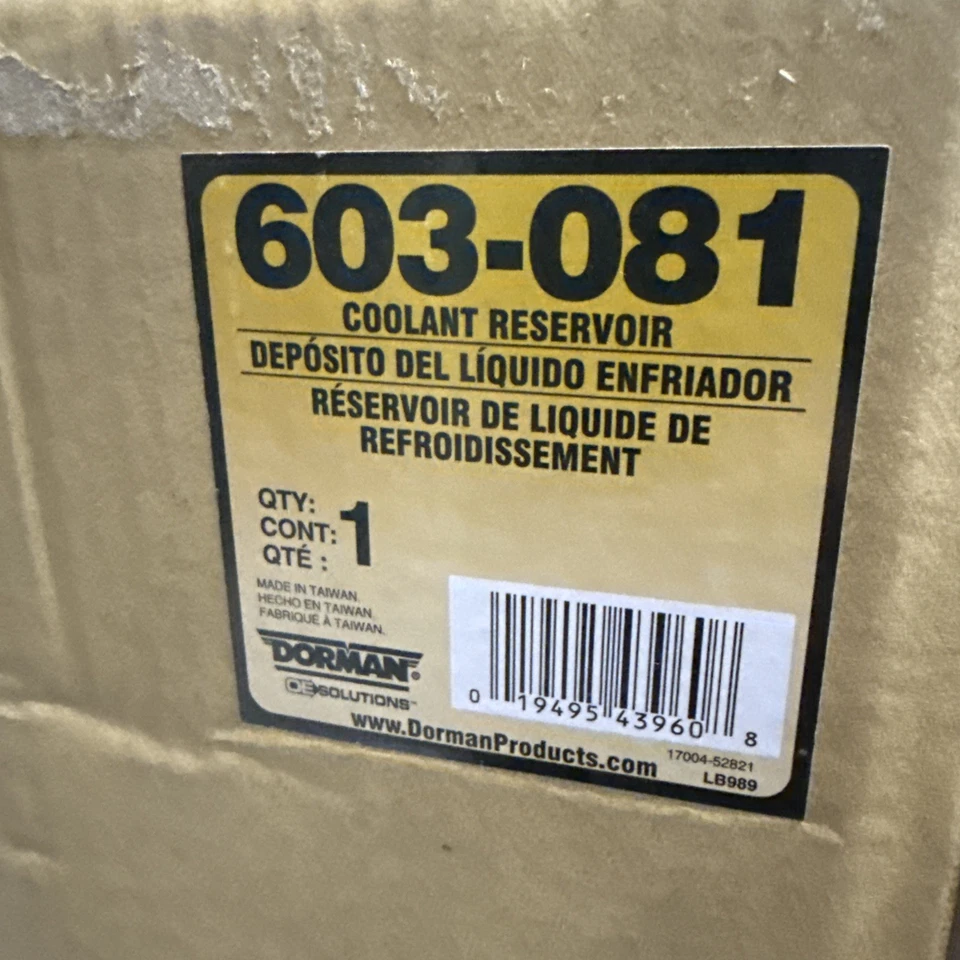 603-081
COOLANT RESERVOIR
DEPÓSITO DEL LÍQUIDO ENFRIADOR
RÉSERVOIR DE LIQUIDE DE
REFROIDISSEMENT
QTY:
CONT: 1
QTÉ :
MADE IN TAIWAN.
HECHO EN TAIWAN.
FABRIQUÉ À TAIWAN.
DORMAN®
OE SOLUTIONS™
0 19495 43960 8
www.DormanProducts.com
17004-52821
LB989